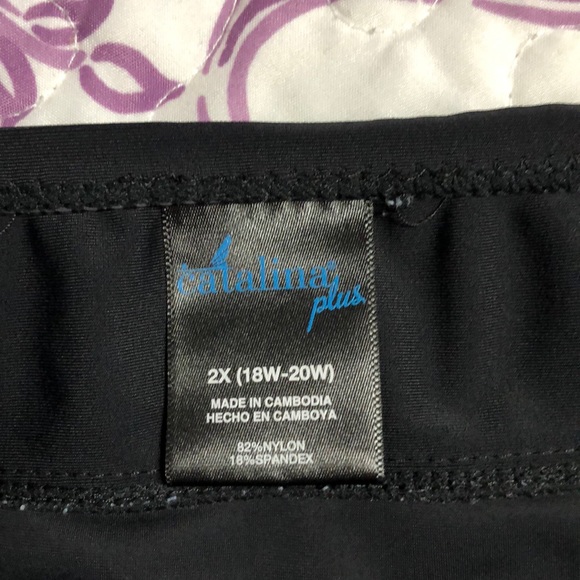 catalina
plus
2X (18W-20W)
MADE IN CAMBODIA
HECHO EN CAMBOYA
82%NYLON
18%SPANDEX